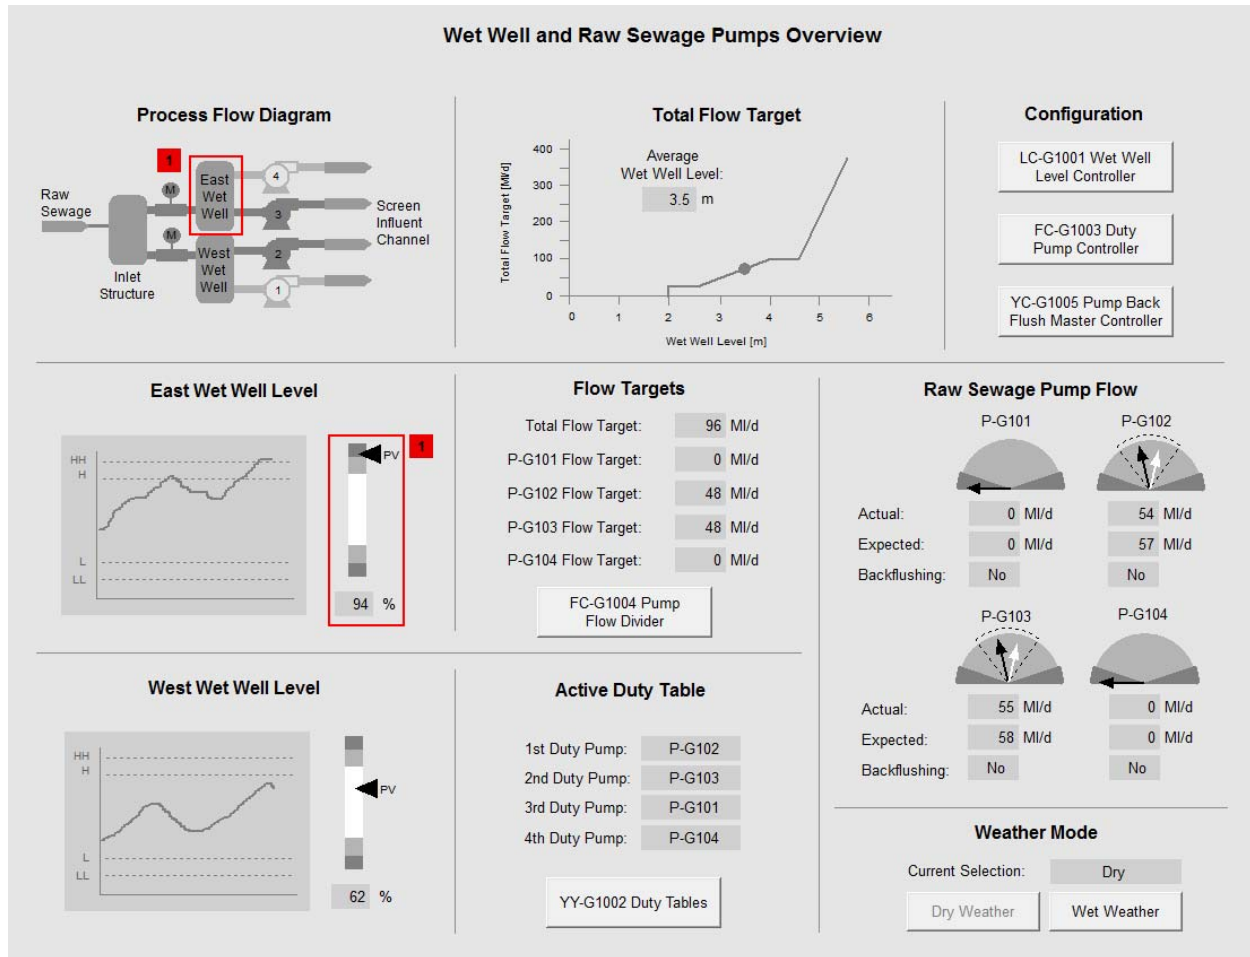 Wet Well and Raw Sewage Pumps Overview
Process Flow Diagram
1
M
East
Wet
Well
4
3
Raw
Sewage
Screen
Influent
Channel
M
West
Wet
Well
2
1
Inlet
Structure
Total Flow Target
Average
Wet Well Level:
3.5 m
Total Flow Target [Ml/d]
400
300
200
100
0
0 1 2 3 4 5 6
Wet Well Level [m]
Configuration
LC-G1001 Wet Well
Level Controller
FC-G1003 Duty
Pump Controller
YC-G1005 Pump Back
Flush Master Controller
East Wet Well Level
HH
H
L
LL
PV
1
94 %
Flow Targets
Total Flow Target: 96 Ml/d
P-G101 Flow Target: 0 Ml/d
P-G102 Flow Target: 48 Ml/d
P-G103 Flow Target: 48 Ml/d
P-G104 Flow Target: 0 Ml/d
FC-G1004 Pump
Flow Divider
Raw Sewage Pump Flow
P-G101 P-G102
Actual: 0 Ml/d 54 Ml/d
Expected: 0 Ml/d 57 Ml/d
Backflushing: No No
P-G103 P-G104
Actual: 55 Ml/d 0 Ml/d
Expected: 58 Ml/d 0 Ml/d
Backflushing: No No
West Wet Well Level
HH
H
L
LL
PV
62 %
Active Duty Table
1st Duty Pump: P-G102
2nd Duty Pump: P-G103
3rd Duty Pump: P-G101
4th Duty Pump: P-G104
YY-G1002 Duty Tables
Weather Mode
Current Selection: Dry
Dry Weather Wet Weather